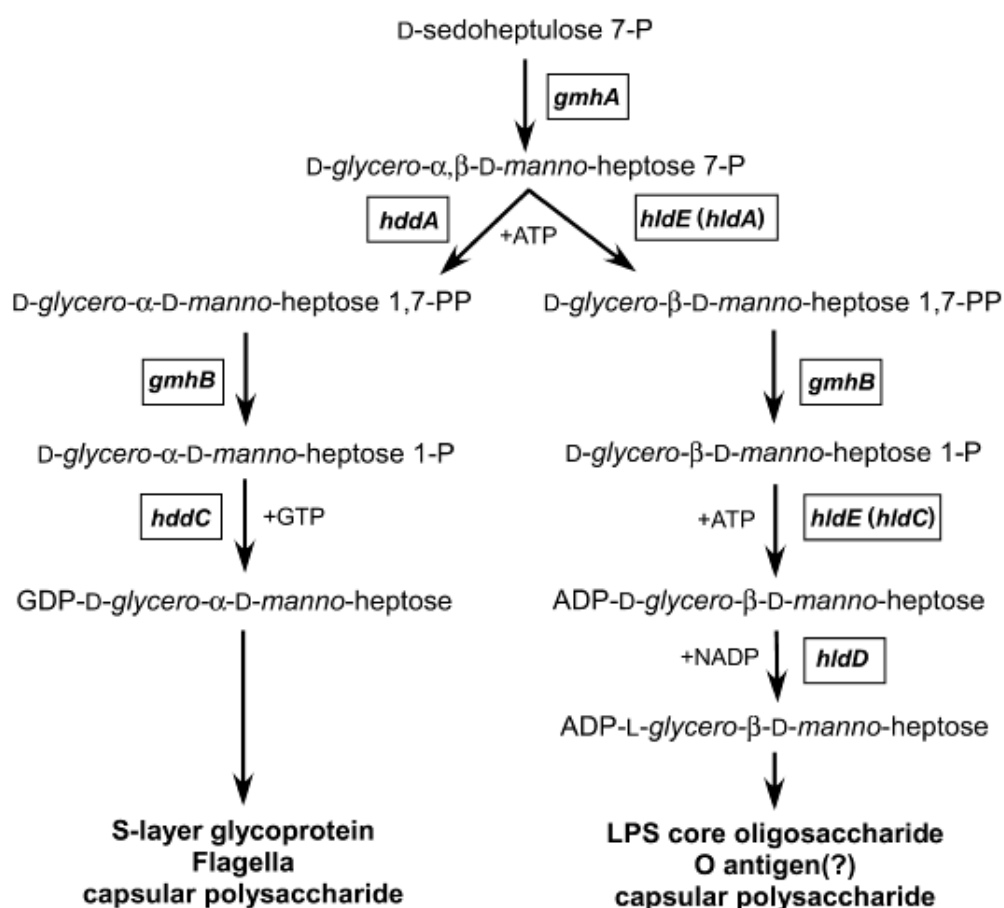 D-sedoheptulose 7-P
gmhA
D-glycero-α,β-D-manno-heptose 7-P
hddA
+ATP
hldE (hldA)
D-glycero-α-D-manno-heptose 1,7-PP
D-glycero-β-D-manno-heptose 1,7-PP
gmhB
gmhB
D-glycero-α-D-manno-heptose 1-P
D-glycero-β-D-manno-heptose 1-P
hddC
+GTP
+ATP
hldE (hldC)
GDP-D-glycero-α-D-manno-heptose
ADP-D-glycero-β-D-manno-heptose
+NADP
hldD
ADP-L-glycero-β-D-manno-heptose
S-layer glycoprotein
Flagella
capsular polysaccharide
LPS core oligosaccharide
O antigen(?)
capsular polysaccharide